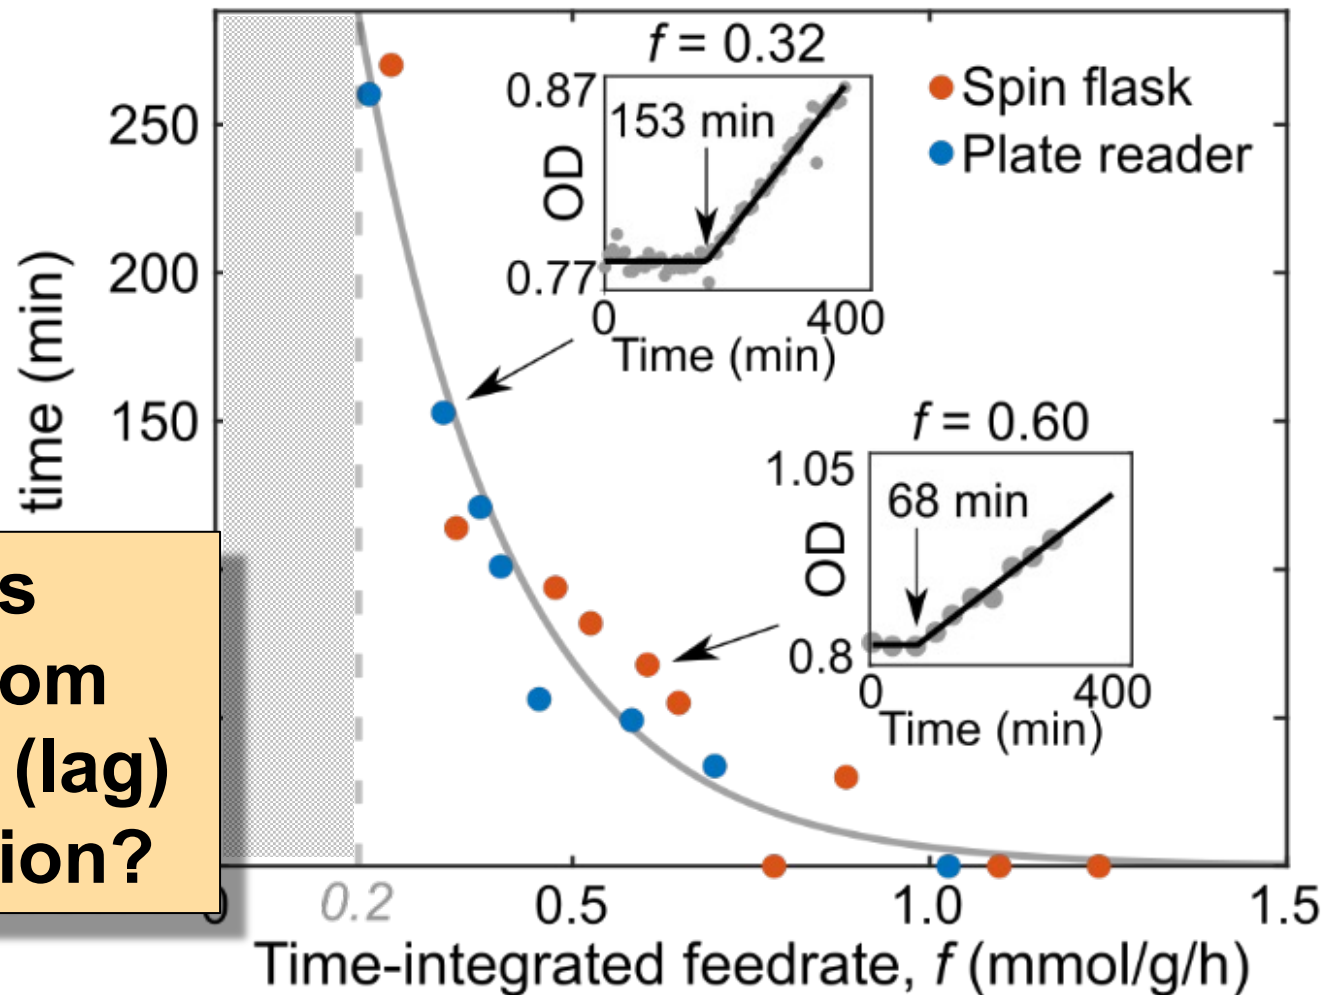 f = 0.32
0.87
153 min
OD
0.77
0
400
Time (min)
Spin flask
Plate reader
250
200
150
time (min)
f = 0.60
1.05
68 min
OD
0.8
0
400
Time (min)
s
om
(lag)
ion?
0
0.2
0.5
1.0
1.5
Time-integrated feedrate, f (mmol/g/h)